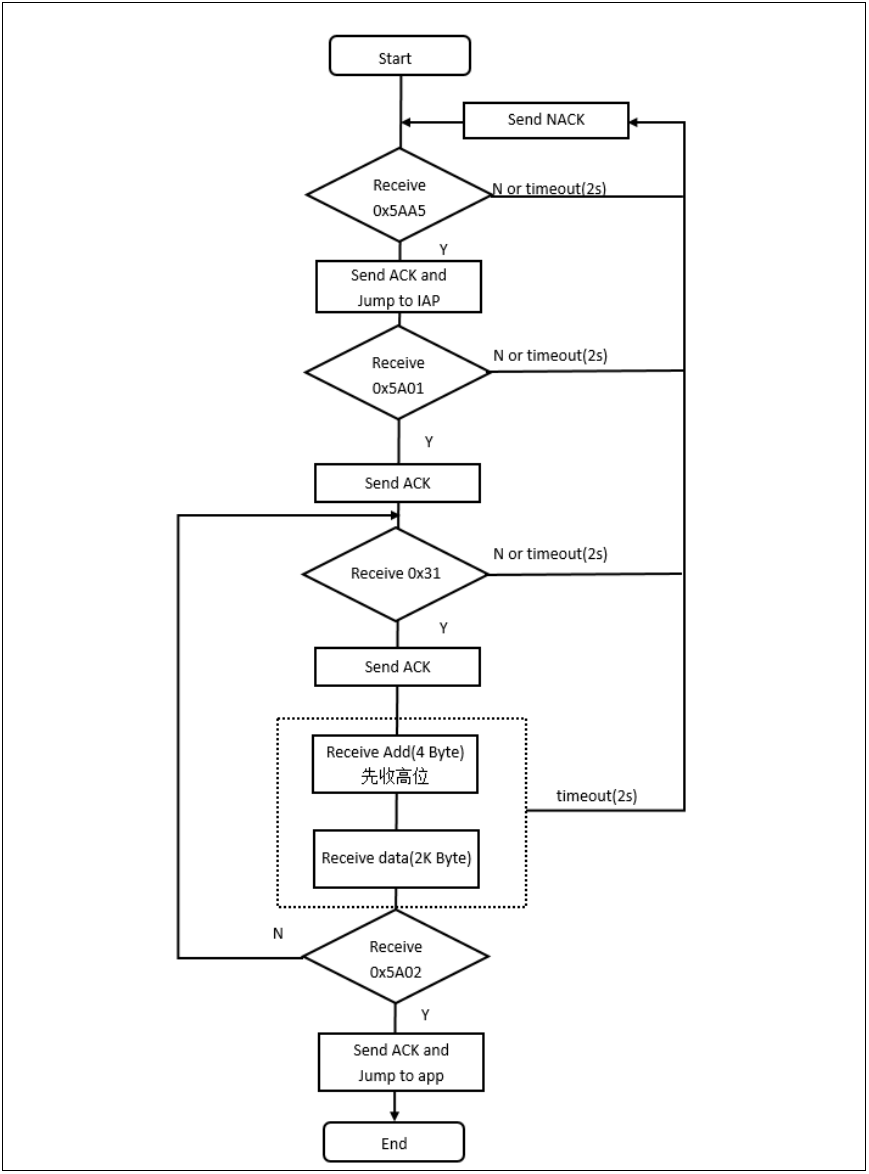 Start
Send NACK
Receive
0x5AA5
N or timeout(2s)
Y
Send ACK and
Jump to IAP
Receive
0x5A01
N or timeout(2s)
Y
Send ACK
Receive 0x31
N or timeout(2s)
Y
Send ACK
Receive Add(4 Byte)
先收高位
timeout(2s)
Receive data(2K Byte)
N
Receive
0x5A02
Y
Send ACK and
Jump to app
End